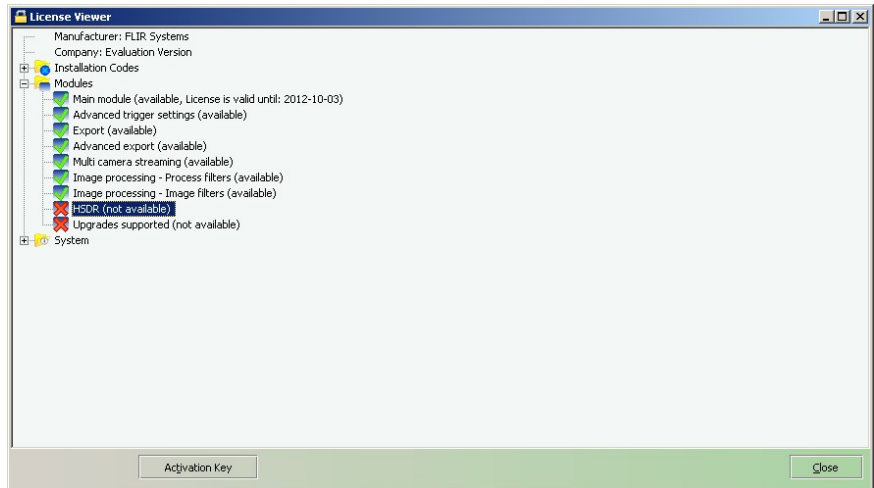 License Viewer
Manufacturer: FLIR Systems
Company: Evaluation Version
Installation Codes
Modules
Main module (available, License is valid until: 2012-10-03)
Advanced trigger settings (available)
Export (available)
Advanced export (available)
Multi camera streaming (available)
Image processing - Process filters (available)
Image processing - Image filters (available)
HSDR (not available)
Upgrades supported (not available)
System
Activation Key
Close